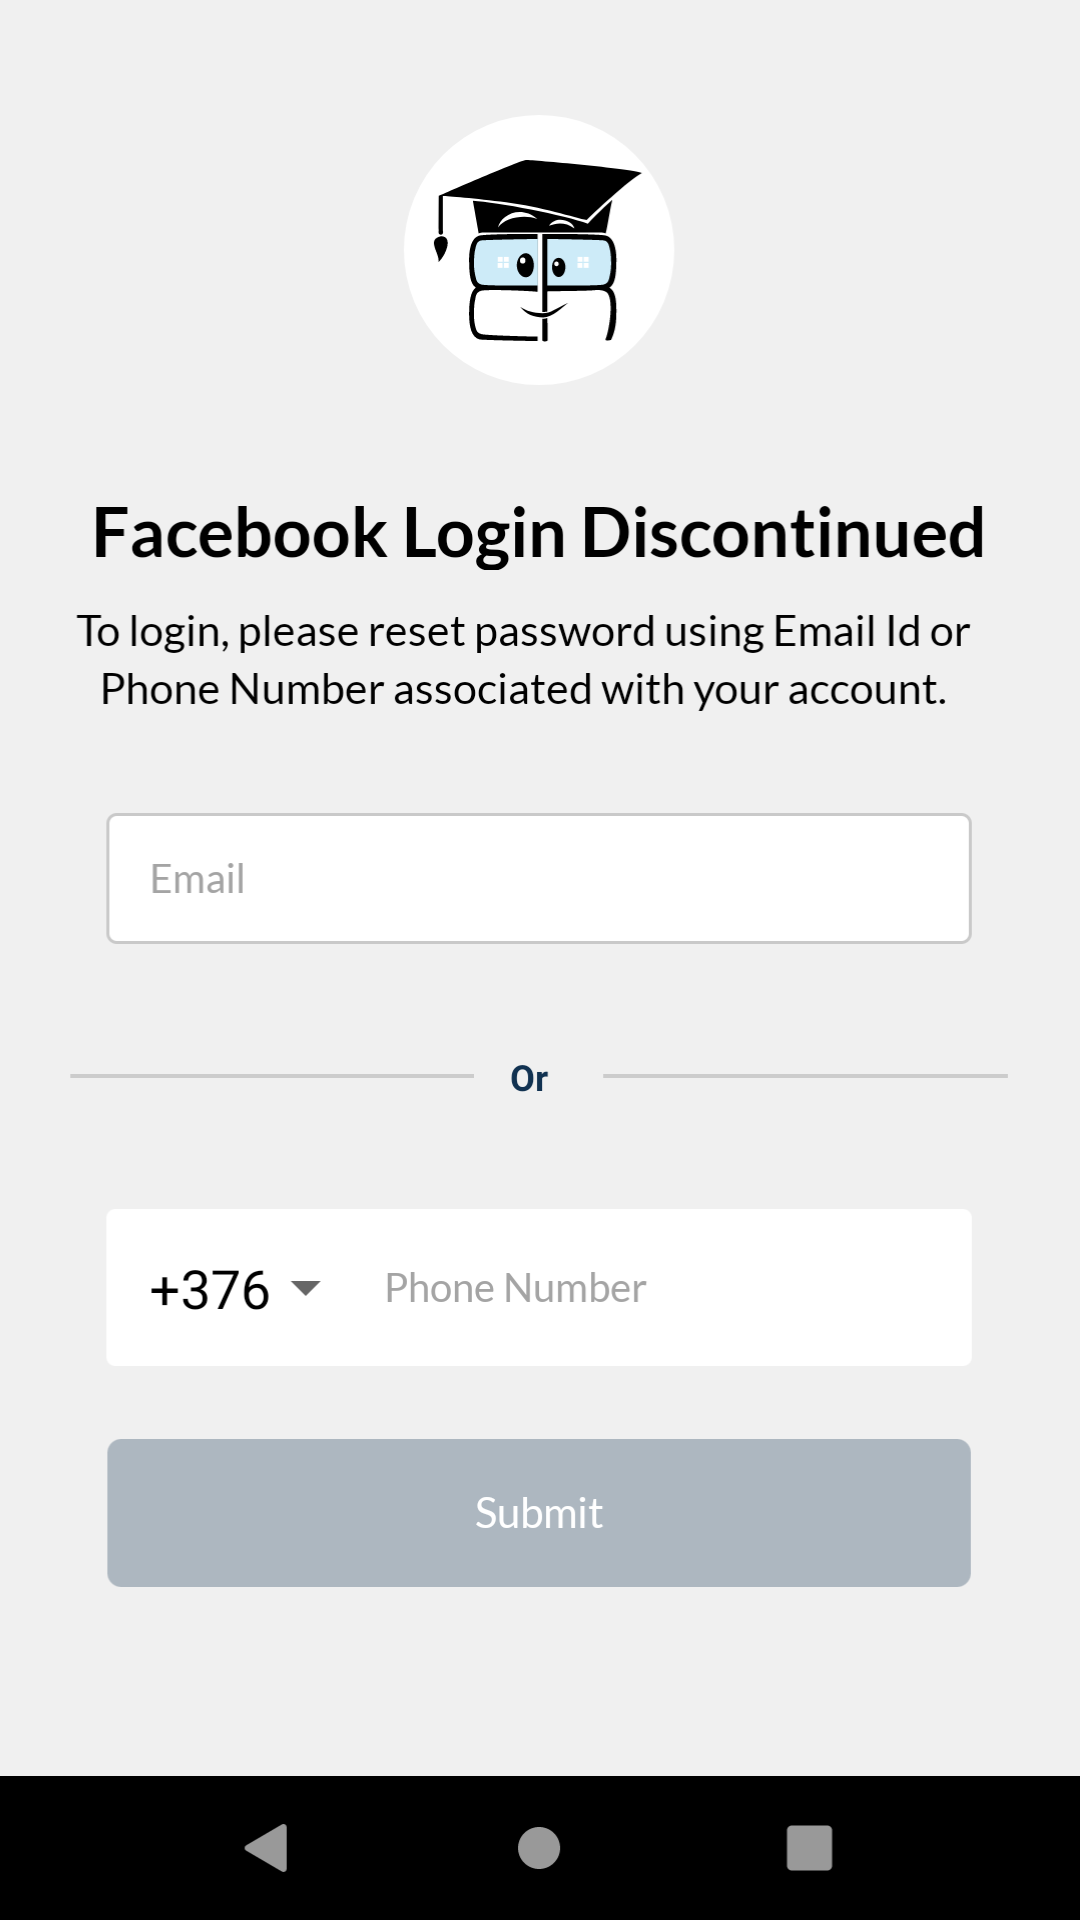 Facebook Login Discontinued
To login, please reset password using Email Id or
Phone Number associated with your account.
Email
Or
+376 Phone Number
Submit